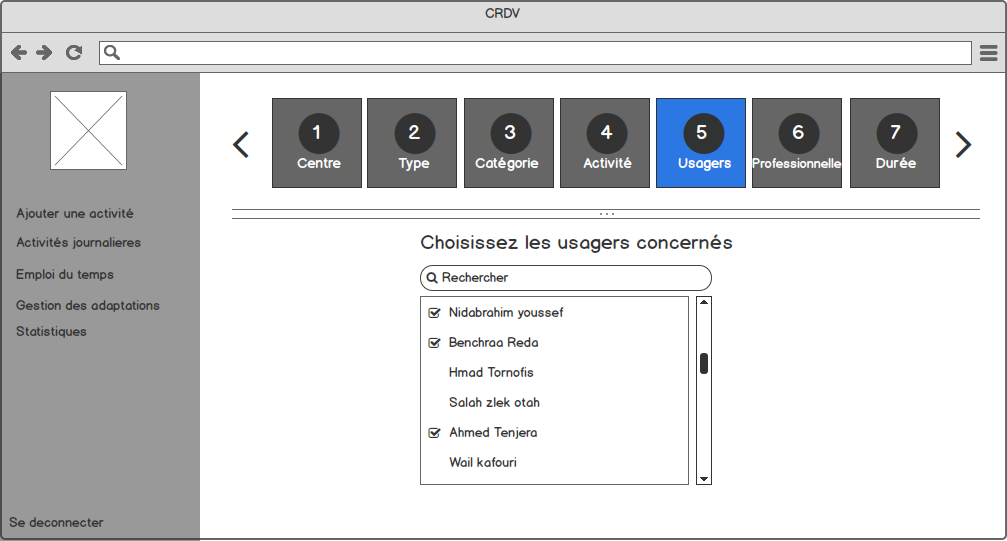 CRDV
1
Centre
2
Type
3
Catégorie
4
Activité
5
Usagers
6
Professionnelle
7
Durée
Ajouter une activité
Activités journalieres
Emploi du temps
Gestion des adaptations
Statistiques
Se deconnecter
Choisissez les usagers concernés
Rechercher
Nidabrahim youssef
Benchraa Reda
Hmad Tornofis
Salah zlek otah
Ahmed Tenjera
Wail kafouri